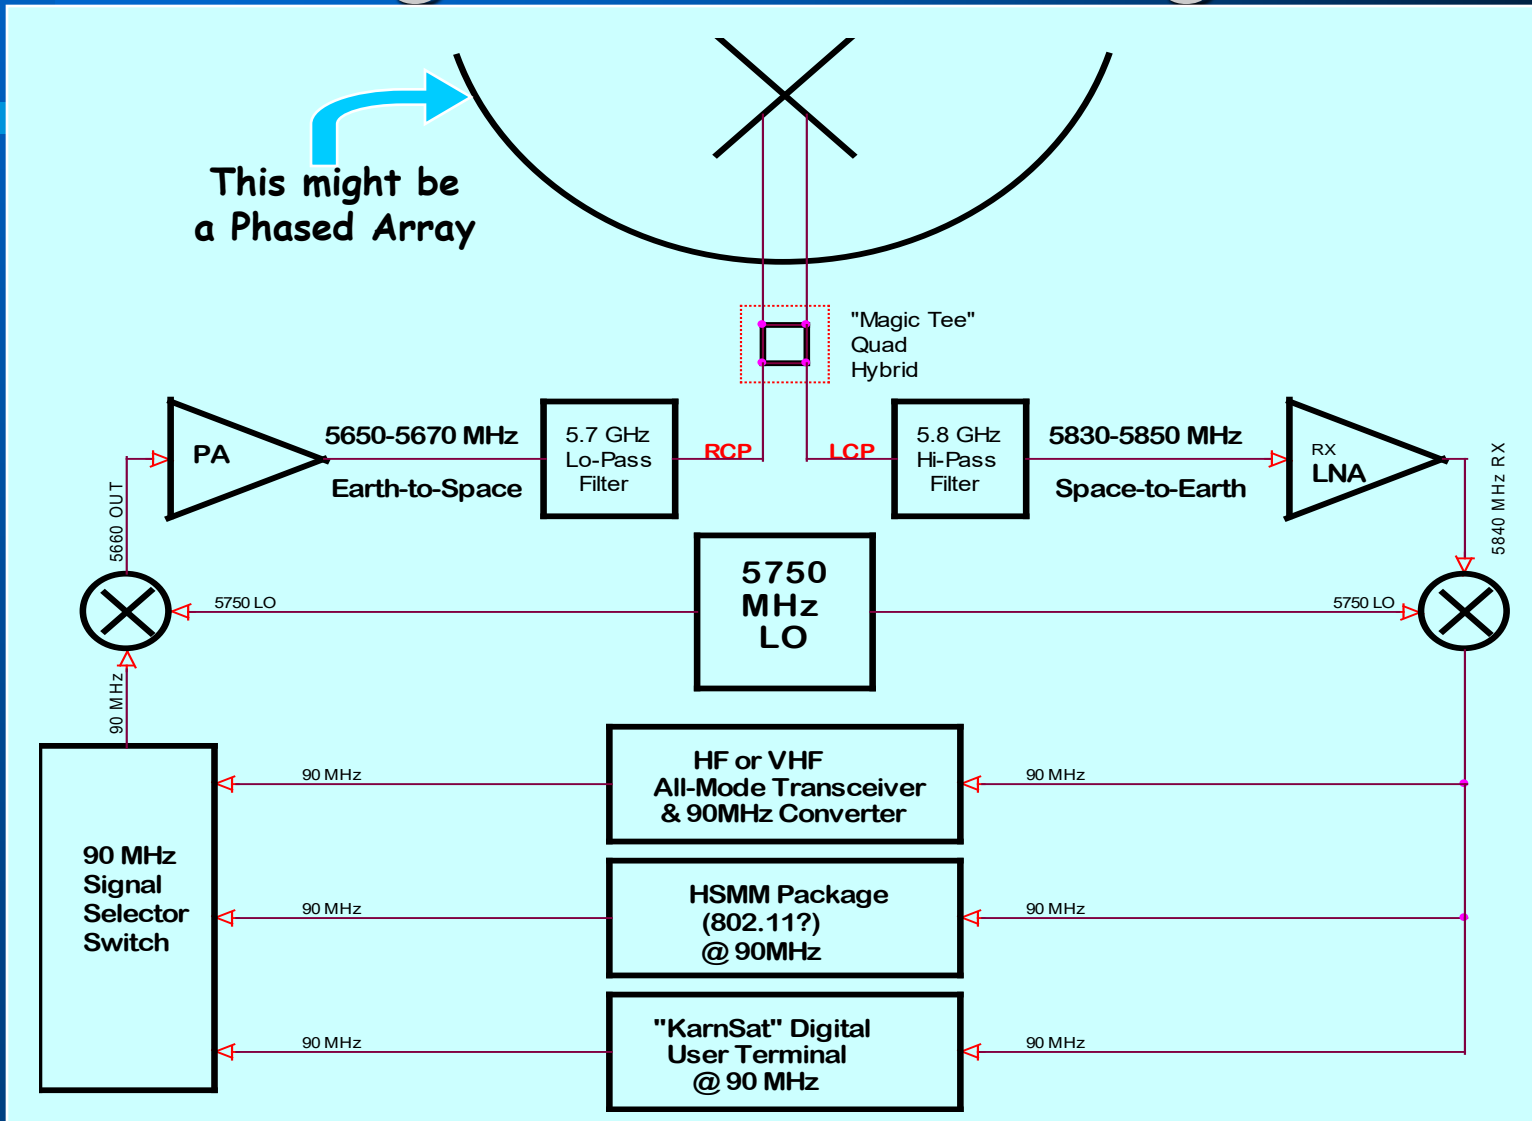 This might be
a Phased Array
"Magic Tee"
Quad
Hybrid
PA
5650-5670 MHz
Earth-to-Space
5.7 GHz
Lo-Pass
Filter
RCP
LCP
5.8 GHz
Hi-Pass
Filter
5830-5850 MHz
Space-to-Earth
RX
LNA
5660 OUT
5840 MHz RX
5750 LO
5750
MHz
LO
5750 LO
90 MHz
90 MHz
Signal
Selector
Switch
90 MHz
HF or VHF
All-Mode Transceiver
& 90MHz Converter
90 MHz
90 MHz
HSMM Package
(802.11?)
@ 90MHz
90 MHz
90 MHz
"KarnSat" Digital
User Terminal
@ 90 MHz
90 MHz